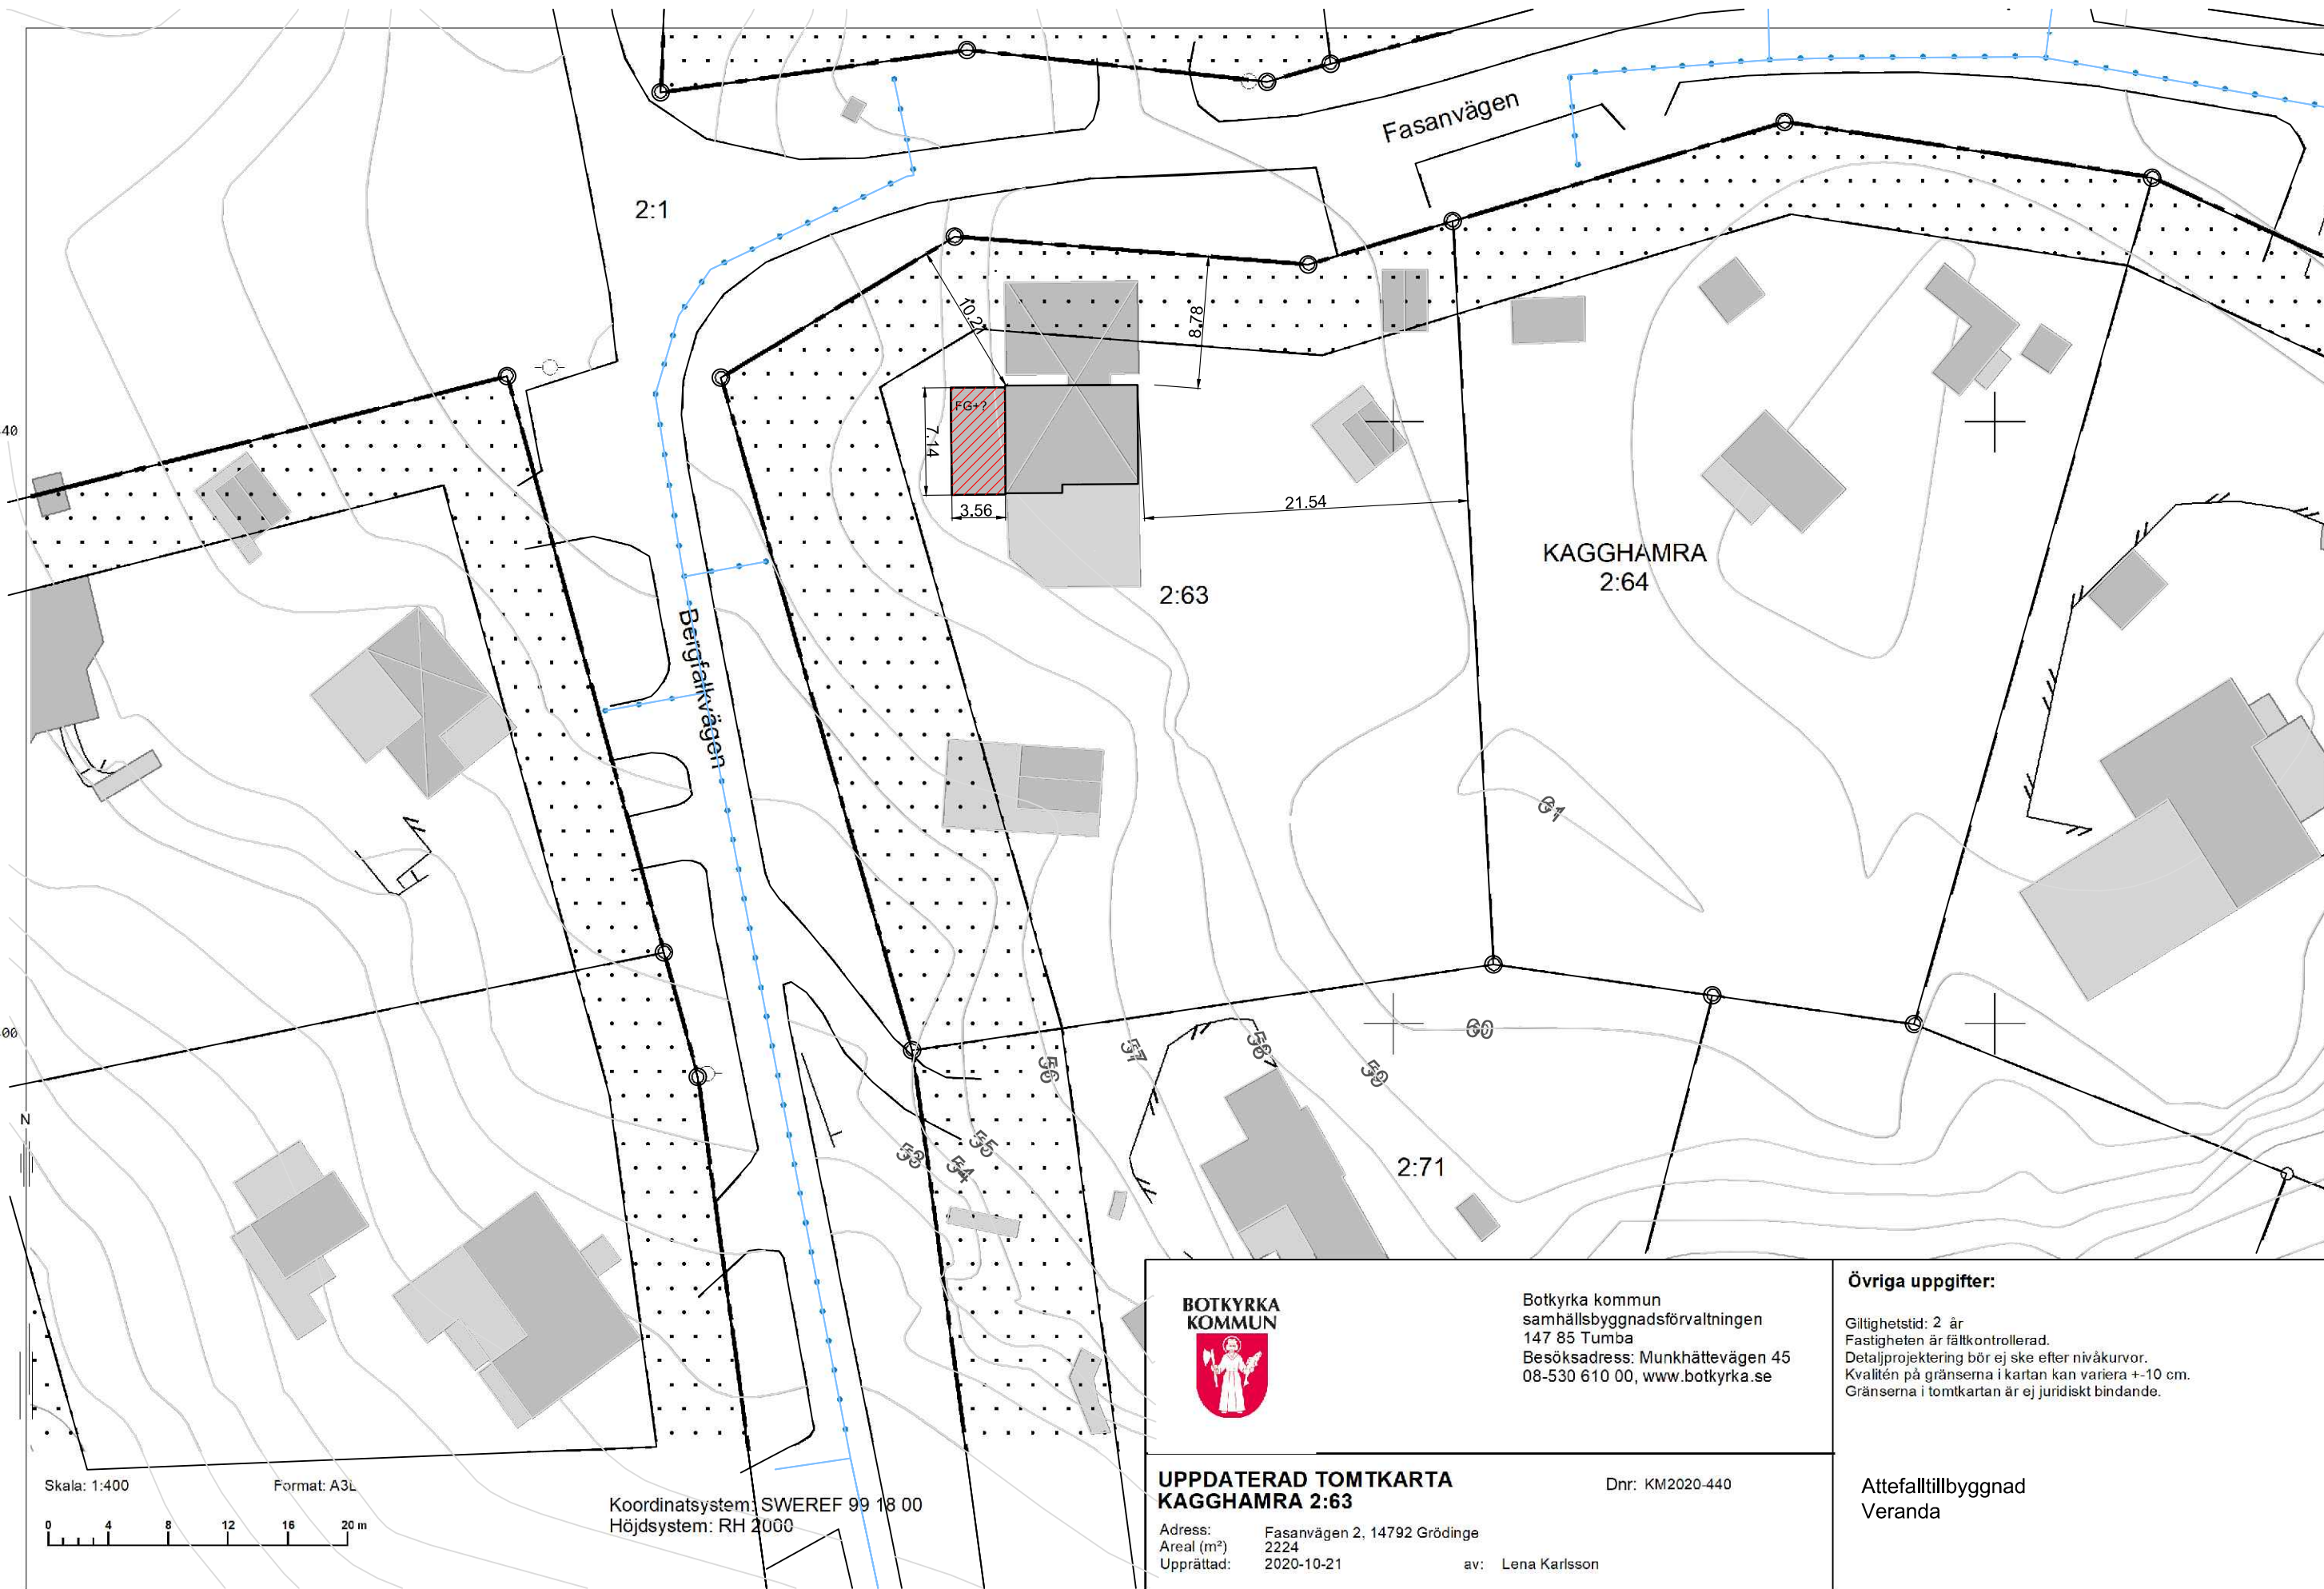 Fasanvägen
2:1
10.21
8.78
FG+?
7.14
3.56
21.54
40
KAGGHAMRA
2:64
2:63
Bergfalkvägen
61
00
60
59
58
57
56
55
54
53
N
2:71
BOTKYRKA
KOMMUN
Botkyrka kommun
samhällsbyggnadsförvaltningen
147 85 Tumba
Besöksadress: Munkhättevägen 45
08-530 610 00, www.botkyrka.se
Övriga uppgifter:
Giltighetstid: 2 år
Fastigheten är fältkontrollerad.
Detaljprojektering bör ej ske efter nivåkurvor.
Kvalitén på gränserna i kartan kan variera +-10 cm.
Gränserna i tomtkartan är ej juridiskt bindande.
Skala: 1:400 Format: A3L
0 4 8 12 16 20 m
Koordinatsystem: SWEREF 99 18 00
Höjdsystem: RH 2000
UPPDATERAD TOMTKARTA
KAGGHAMRA 2:63
Dnr: KM2020-440
Adress: Fasanvägen 2, 14792 Grödinge
Areal (m²) 2224
Upprättad: 2020-10-21 av: Lena Karlsson
Attefalltillbyggnad
Veranda